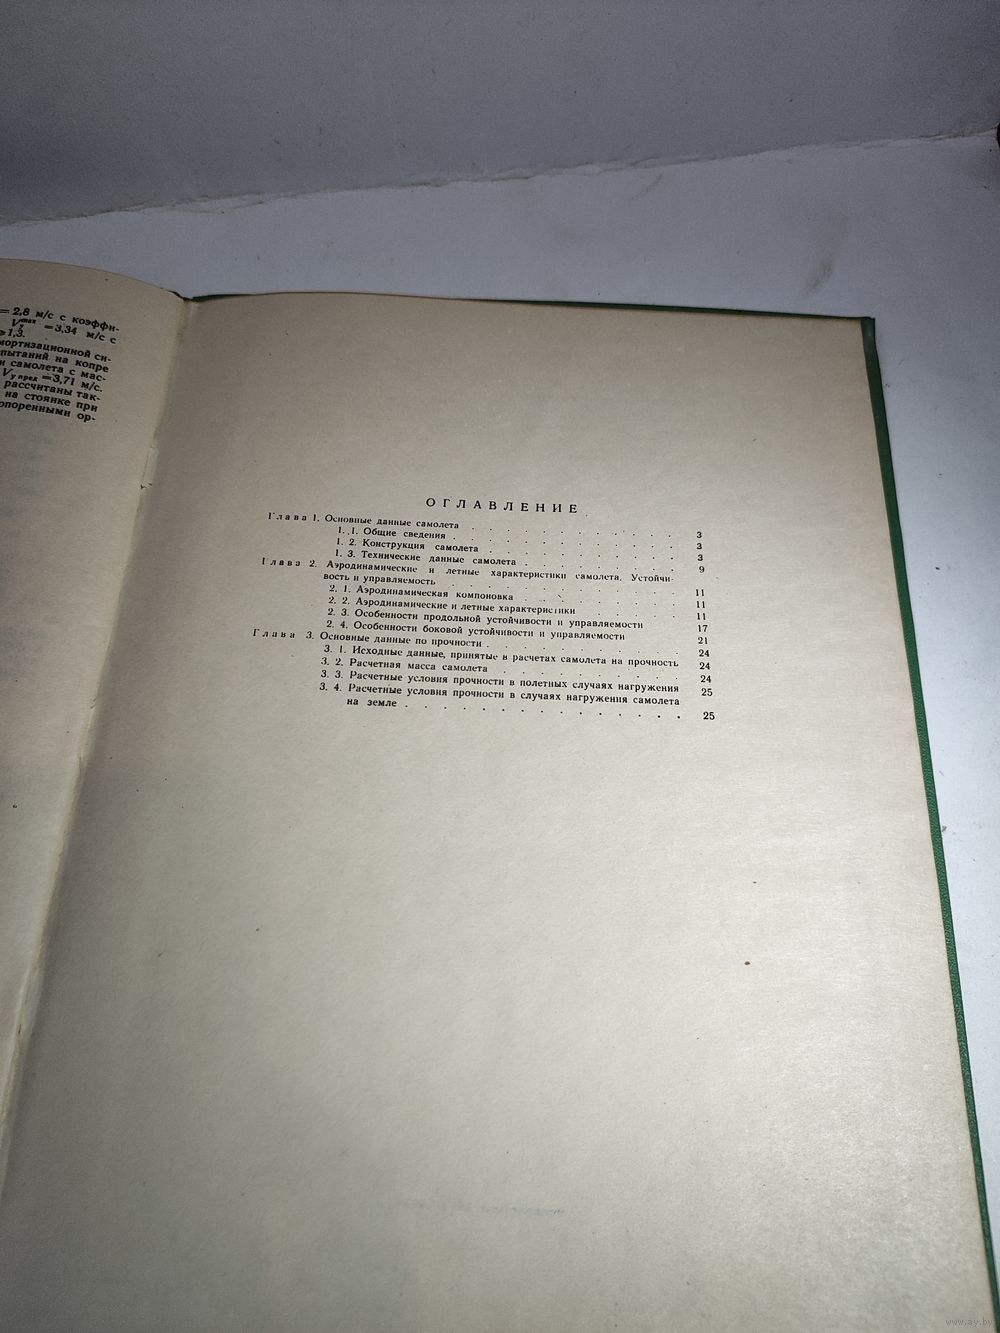 = 2,8 м/с с коэффи-
V max y = 3,34 м/с с
≥1,3.
мортизационной си-
пытаний на копре
и самолета с мас-
V у пред = 3,71 м/с.
рассчитаны так-
на стоянке при
опоренными ор-
ОГЛАВЛЕНИЕ
Глава 1. Основные данные самолета . . . . . . . . . . . . 3
1. 1. Общие сведения . . . . . . . . . . . . . 3
1. 2. Конструкция самолета . . . . . . . . . . . 3
1. 3. Технические данные самолета . . . . . . . . . 9
Глава 2. Аэродинамические и летные характеристики самолета. Устойчи-
вость и управляемость . . . . . . . . . . . . . 11
2. 1. Аэродинамическая компоновка . . . . . . . . . 11
2. 2. Аэродинамические и летные характеристики . . . . . . 11
2. 3. Особенности продольной устойчивости и управляемости . . 17
2. 4. Особенности боковой устойчивости и управляемости . . . 21
Глава 3. Основные данные по прочности . . . . . . . . . . . 24
3. 1. Исходные данные, принятые в расчетах самолета на прочность 24
3. 2. Расчетная масса самолета . . . . . . . . . . . 24
3. 3. Расчетные условия прочности в полетных случаях нагружения 25
3. 4. Расчетные условия прочности в случаях нагружения самолета
на земле . . . . . . . . . . . . . . . . 25
www.ay.by